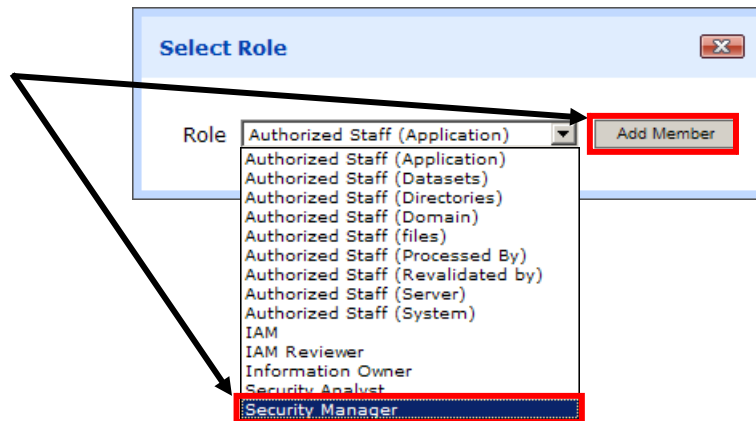 Select Role
Role Authorized Staff (Application) Add Member
Authorized Staff (Application)
Authorized Staff (Datasets)
Authorized Staff (Directories)
Authorized Staff (Domain)
Authorized Staff (files)
Authorized Staff (Processed By)
Authorized Staff (Revalidated by)
Authorized Staff (Server)
Authorized Staff (System)
IAM
IAM Reviewer
Information Owner
Security Analyst
Security Manager